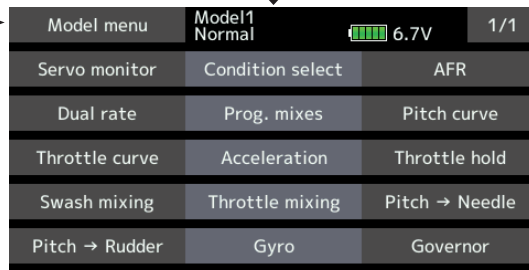 Model menu
Model1
Normal
6.7V
1/1
Servo monitor
Condition select
AFR
Dual rate
Prog. mixes
Pitch curve
Throttle curve
Acceleration
Throttle hold
Swash mixing
Throttle mixing
Pitch → Needle
Pitch → Rudder
Gyro
Governor